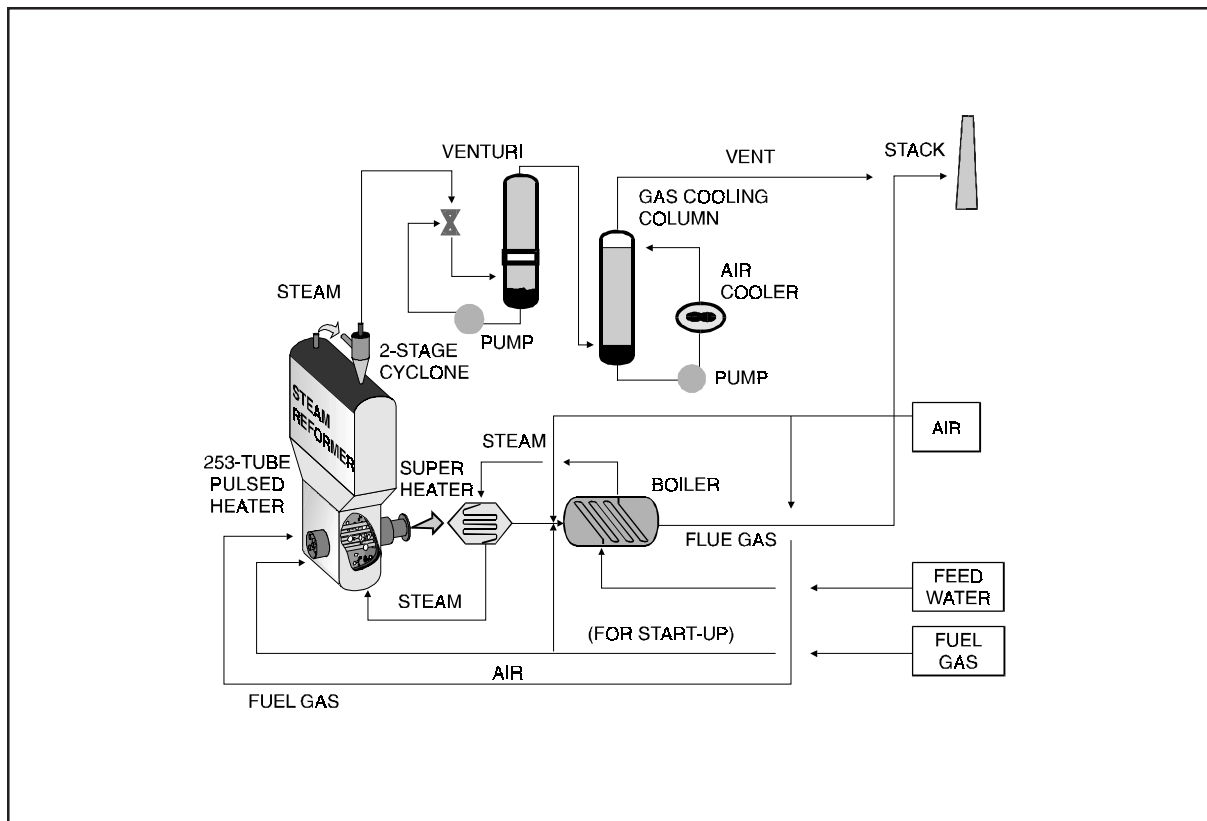 VENTURI
VENT
STACK
GAS COOLING
COLUMN
AIR
COOLER
STEAM
PUMP
2-STAGE
CYCLONE
PUMP
STEAM
REFORMER
AIR
STEAM
253-TUBE
PULSED
HEATER
SUPER
HEATER
BOILER
FLUE GAS
FEED
WATER
STEAM
(FOR START-UP)
FUEL
GAS
AIR
FUEL GAS